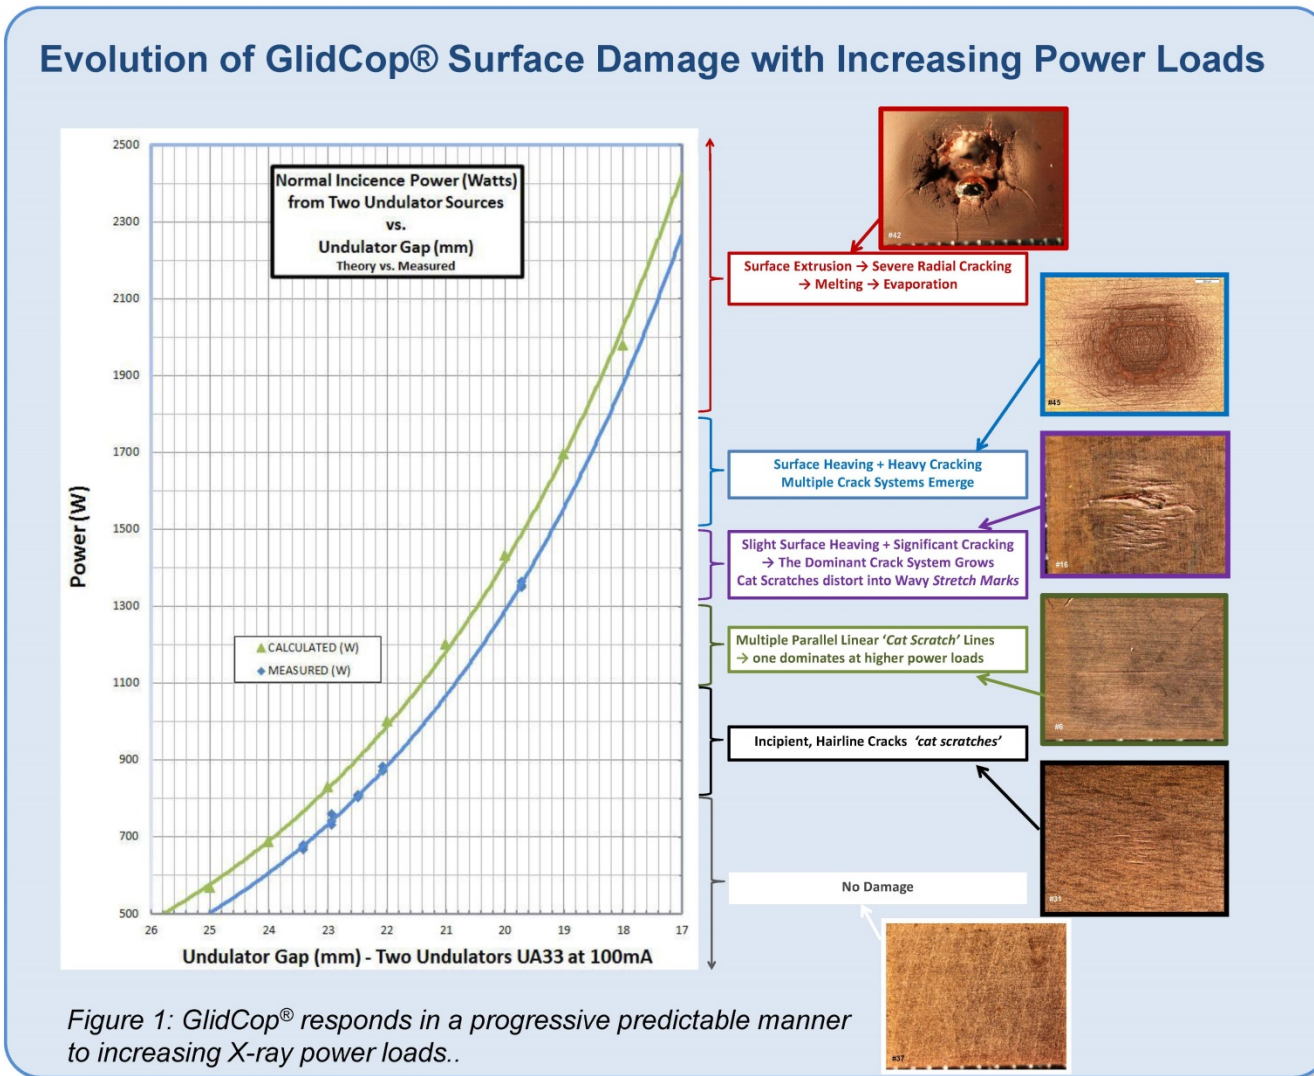 Evolution of GlidCop® Surface Damage with Increasing Power Loads
Normal Incicence Power (Watts)
from Two Undulator Sources
vs.
Undulator Gap (mm)
Theory vs. Measured
Power (W)
2500
2300
2100
1900
1700
1500
1300
1100
900
700
500
CALCULATED (W)
MEASURED (W)
26 25 24 23 22 21 20 19 18 17
Undulator Gap (mm) - Two Undulators UA33 at 100mA
#42
Surface Extrusion → Severe Radial Cracking
→ Melting → Evaporation
#45
Surface Heaving + Heavy Cracking
Multiple Crack Systems Emerge
#16
Slight Surface Heaving + Significant Cracking
→ The Dominant Crack System Grows
Cat Scratches distort into Wavy Stretch Marks
#6
Multiple Parallel Linear ‘Cat Scratch’ Lines
→ one dominates at higher power loads
Incipient, Hairline Cracks ‘cat scratches’
#31
No Damage
#37
Figure 1: GlidCop® responds in a progressive predictable manner
to increasing X-ray power loads..